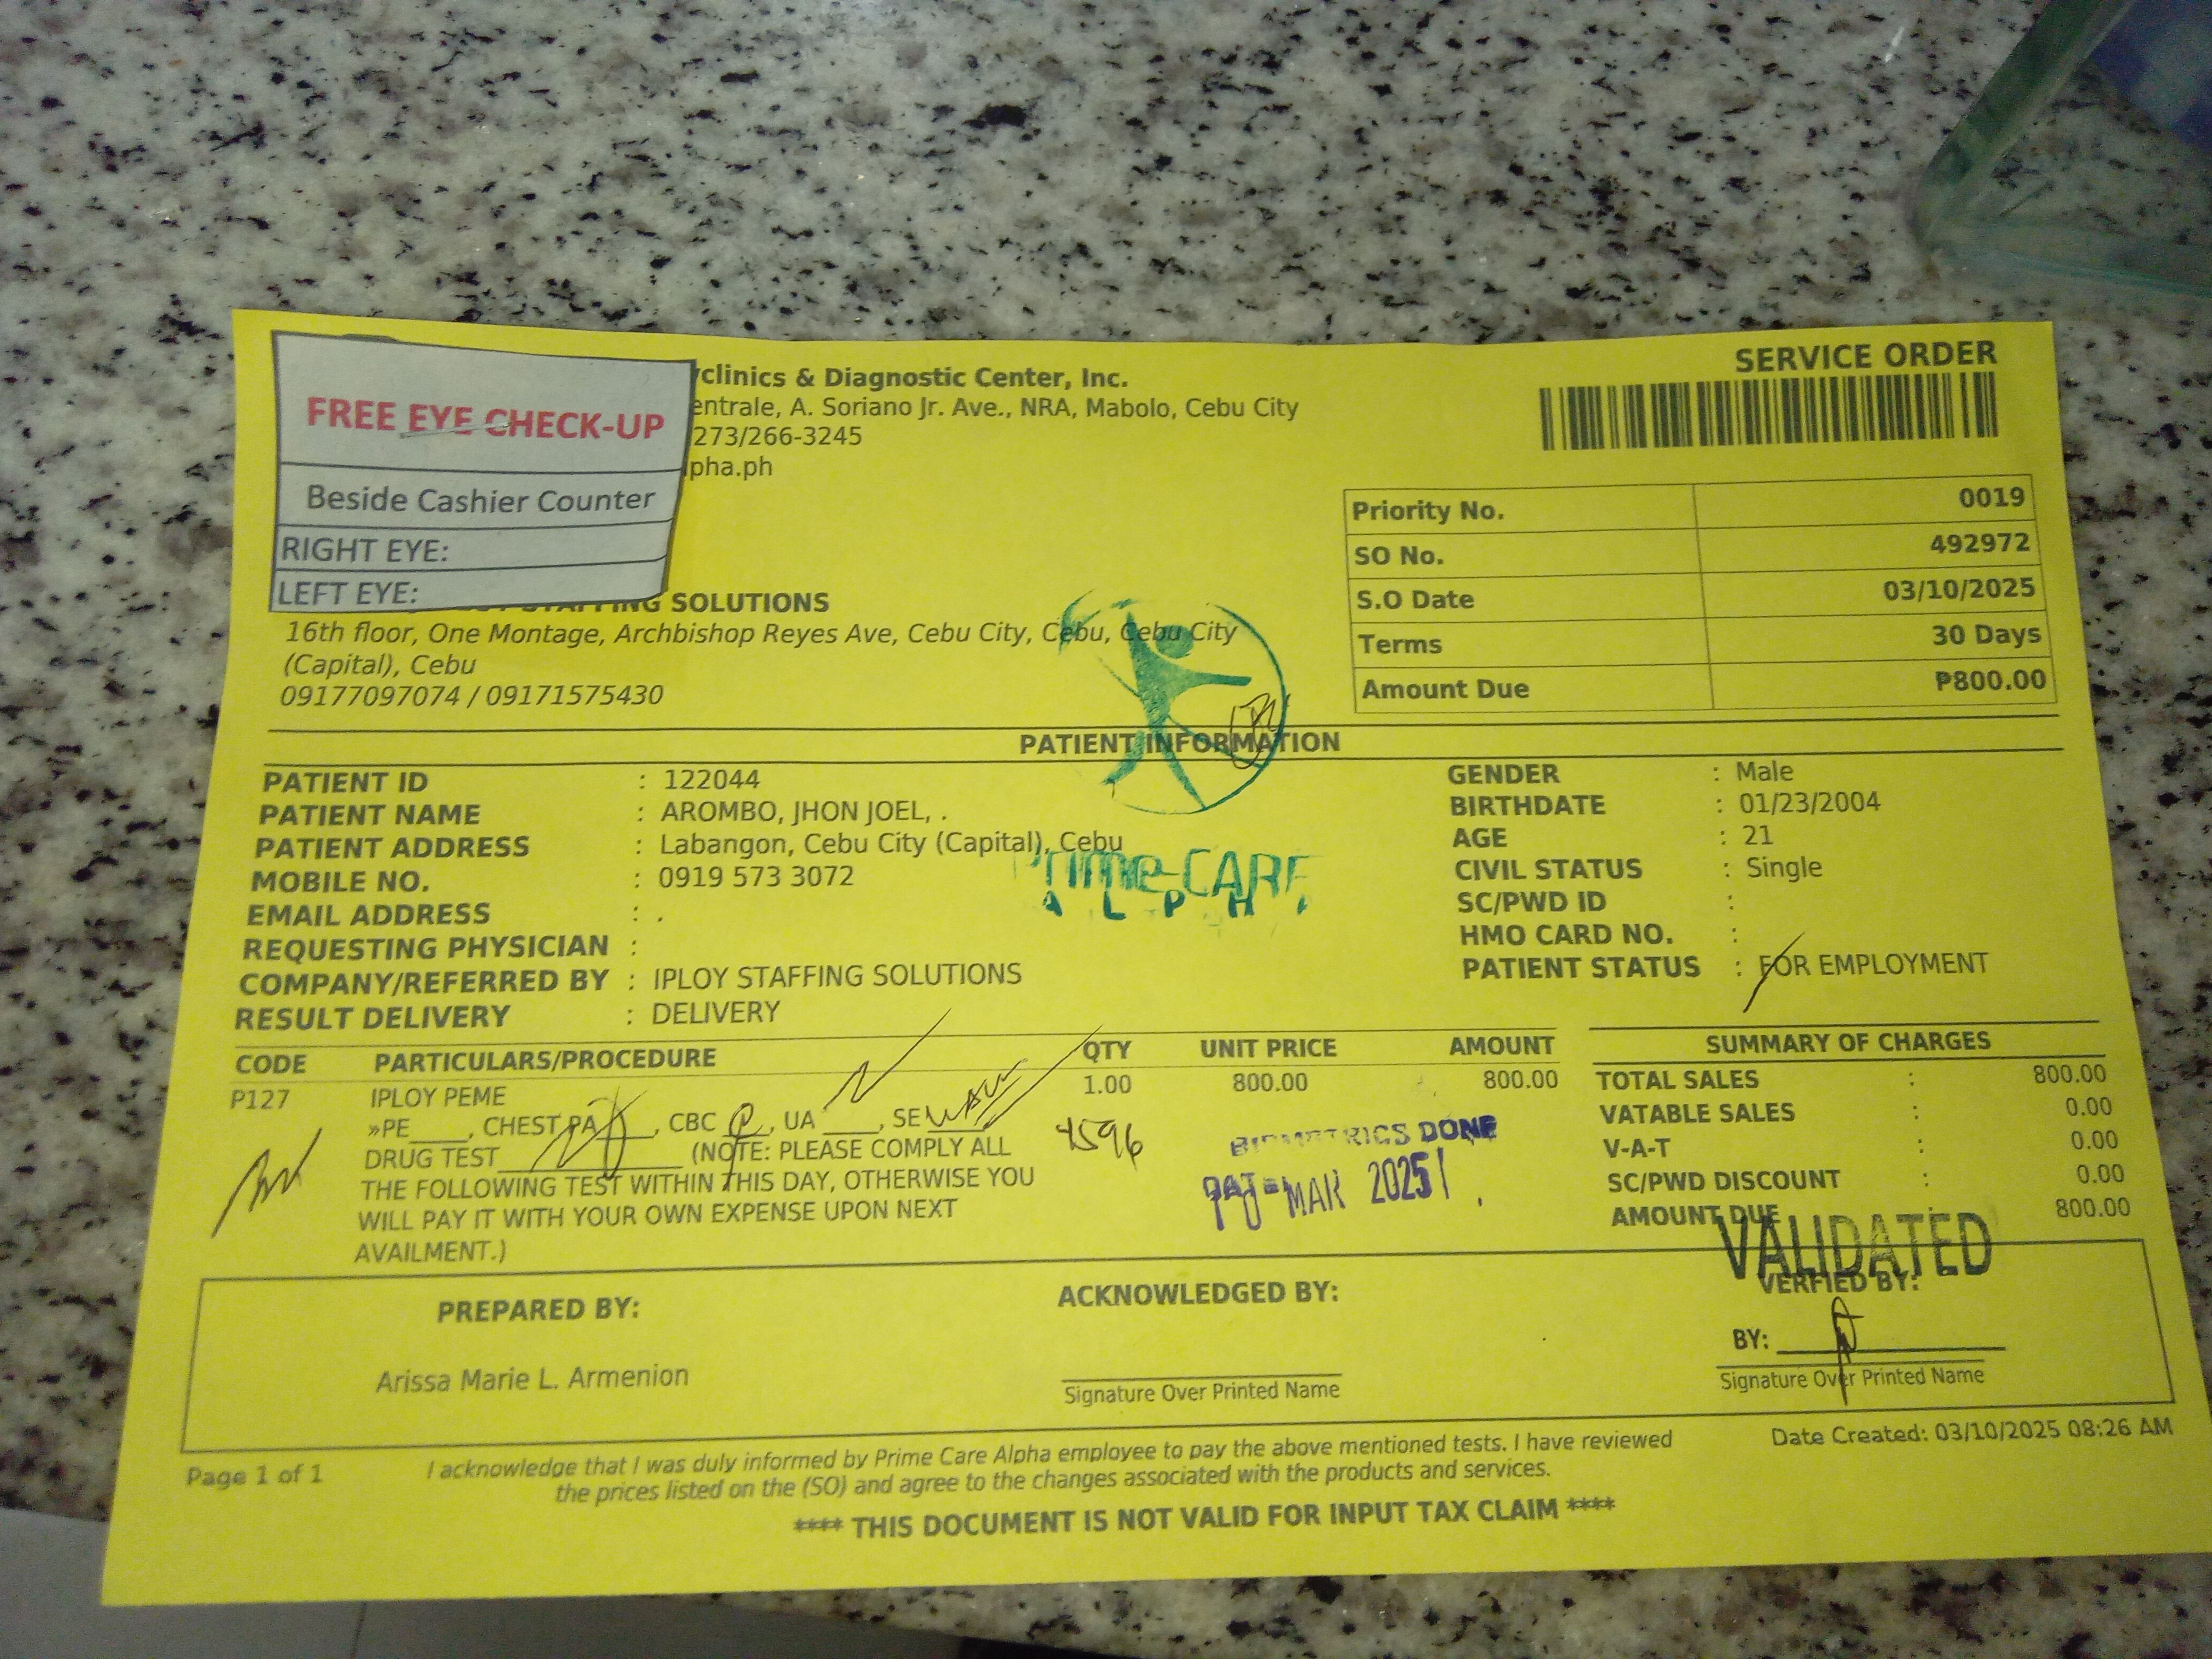 FREE EYE CHECK-UP
Beside Cashier Counter
RIGHT EYE:
LEFT EYE:
clinics & Diagnostic Center, Inc.
entrale, A. Soriano Jr. Ave., NRA, Mabolo, Cebu City
273/266-3245
pha.ph
SERVICE ORDER
Priority No. 0019
SO No. 492972
S.O Date 03/10/2025
Terms 30 Days
Amount Due ₱800.00
STAFFING SOLUTIONS
16th floor, One Montage, Archbishop Reyes Ave, Cebu City, Cebu, Cebu City
(Capital), Cebu
09177097074 / 09171575430
PATIENT INFORMATION
PATIENT ID : 122044
PATIENT NAME : AROMBO, JHON JOEL, .
PATIENT ADDRESS : Labangon, Cebu City (Capital), Cebu
MOBILE NO. : 0919 573 3072
EMAIL ADDRESS : .
REQUESTING PHYSICIAN :
COMPANY/REFERRED BY : IPLOY STAFFING SOLUTIONS
RESULT DELIVERY : DELIVERY
GENDER : Male
BIRTHDATE : 01/23/2004
AGE : 21
CIVIL STATUS : Single
SC/PWD ID :
HMO CARD NO. :
PATIENT STATUS : FOR EMPLOYMENT
PRIME CARE
ALPHA
CODE PARTICULARS/PROCEDURE QTY UNIT PRICE AMOUNT
P127 IPLOY PEME 1.00 800.00 800.00
»PE____, CHEST PA____, CBC ____, UA ____, SE____
DRUG TEST____ (NOTE: PLEASE COMPLY ALL
THE FOLLOWING TEST WITHIN THIS DAY, OTHERWISE YOU
WILL PAY IT WITH YOUR OWN EXPENSE UPON NEXT
AVAILMENT.)
BIOMETRICS DONE
DATE
10 MAR 2025
SUMMARY OF CHARGES
TOTAL SALES : 800.00
VATABLE SALES : 0.00
V-A-T : 0.00
SC/PWD DISCOUNT : 0.00
AMOUNT DUE : 800.00
VALIDATED
PREPARED BY:
Arissa Marie L. Armenion
ACKNOWLEDGED BY:
Signature Over Printed Name
VERFIED BY:
BY:
Signature Over Printed Name
Page 1 of 1
I acknowledge that I was duly informed by Prime Care Alpha employee to pay the above mentioned tests. I have reviewed
the prices listed on the (SO) and agree to the changes associated with the products and services.
Date Created: 03/10/2025 08:26 AM
**** THIS DOCUMENT IS NOT VALID FOR INPUT TAX CLAIM ****